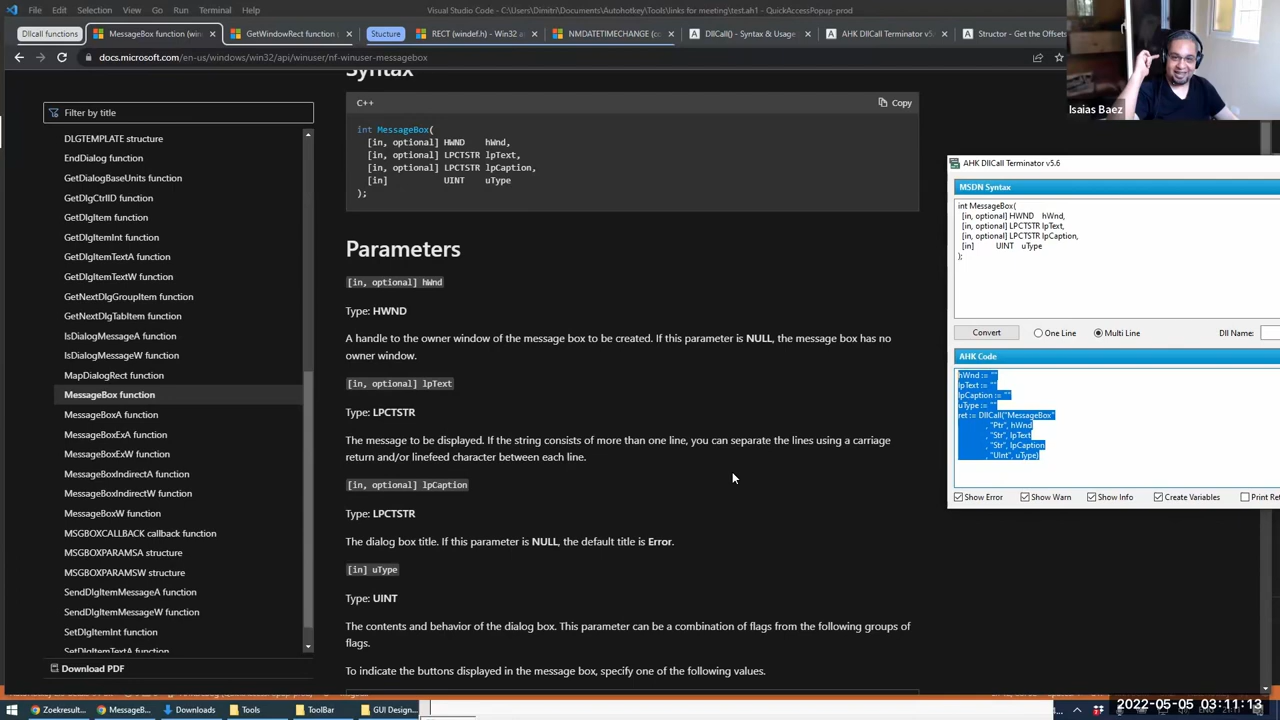 File Edit Selection View Go Run Terminal Visual Studio Code - C:\Users\Dimitri\Documents\Autohotkey\Tools\links for meeting\test.ah1 - QuickAccessPopup-prod
Dllcall functions MessageBox function (win GetWindowRect function Stucture RECT (windef.h) - Win32 NMDATETIMECHANGE (co DllCall() - Syntax & Usage AHK DllCall Terminator v5 Structor - Get the Offsets
docs.microsoft.com/en-us/windows/win32/api/winuser/nf-winuser-messagebox
Isaias Baez
Filter by title
DLGTEMPLATE structure
EndDialog function
GetDialogBaseUnits function
GetDlgCtrlID function
GetDlgItem function
GetDlgItemInt function
GetDlgItemTextA function
GetDlgItemTextW function
GetNextDlgGroupItem function
GetNextDlgTabItem function
IsDialogMessageA function
IsDialogMessageW function
MapDialogRect function
MessageBox function
MessageBoxA function
MessageBoxExA function
MessageBoxExW function
MessageBoxIndirectA function
MessageBoxIndirectW function
MessageBoxW function
MSGBOXCALLBACK callback function
MSGBOXPARAMSA structure
MSGBOXPARAMSW structure
SendDlgItemMessageA function
SendDlgItemMessageW function
SetDlgItemInt function
SetDlgItemTextA function
Download PDF
Syntax
C++ Copy
int MessageBox(
[in, optional] HWND hWnd,
[in, optional] LPCTSTR lpText,
[in, optional] LPCTSTR lpCaption,
[in] UINT uType
);
Parameters
[in, optional] hWnd
Type: HWND
A handle to the owner window of the message box to be created. If this parameter is NULL, the message box has no
owner window.
[in, optional] lpText
Type: LPCTSTR
The message to be displayed. If the string consists of more than one line, you can separate the lines using a carriage
return and/or linefeed character between each line.
[in, optional] lpCaption
Type: LPCTSTR
The dialog box title. If this parameter is NULL, the default title is Error.
[in] uType
Type: UINT
The contents and behavior of the dialog box. This parameter can be a combination of flags from the following groups of
flags.
To indicate the buttons displayed in the message box, specify one of the following values.
AHK DllCall Terminator v5.6
MSDN Syntax
int MessageBox(
[in, optional] HWND hWnd,
[in, optional] LPCTSTR lpText,
[in, optional] LPCTSTR lpCaption,
[in] UINT uType
);
Convert One Line Multi Line Dll Name:
AHK Code
hWnd := ""
lpText := ""
lpCaption := ""
uType := ""
ret := DllCall("MessageBox"
, "Ptr", hWnd
, "Str", lpText
, "Str", lpCaption
, "UInt", uType)
Show Error Show Warn Show Info Create Variables Print Ret
Zoekresult... MessageB... Downloads Tools ToolBar GUI Design... 2022-05-05 03:11:13